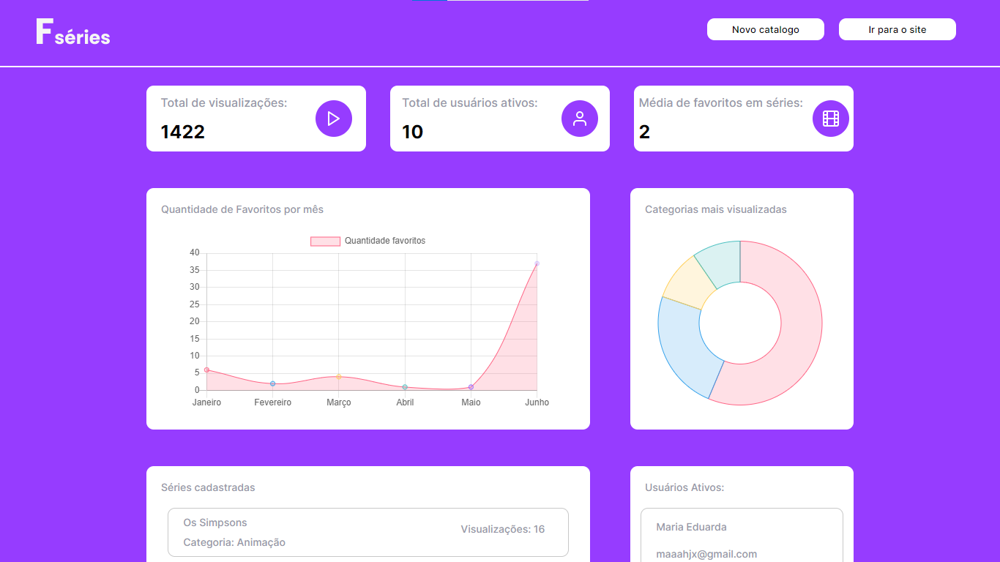 F séries
Novo catalogo
Ir para o site
Total de visualizações:
1422
Total de usuários ativos:
10
Média de favoritos em séries:
2
Quantidade de Favoritos por mês
Quantidade favoritos
40
35
30
25
20
15
10
5
0
Janeiro Fevereiro Março Abril Maio Junho
Categorias mais visualizadas
Séries cadastradas
Os Simpsons
Categoria: Animação
Visualizações: 16
Usuários Ativos:
Maria Eduarda
maaahjx@gmail.com